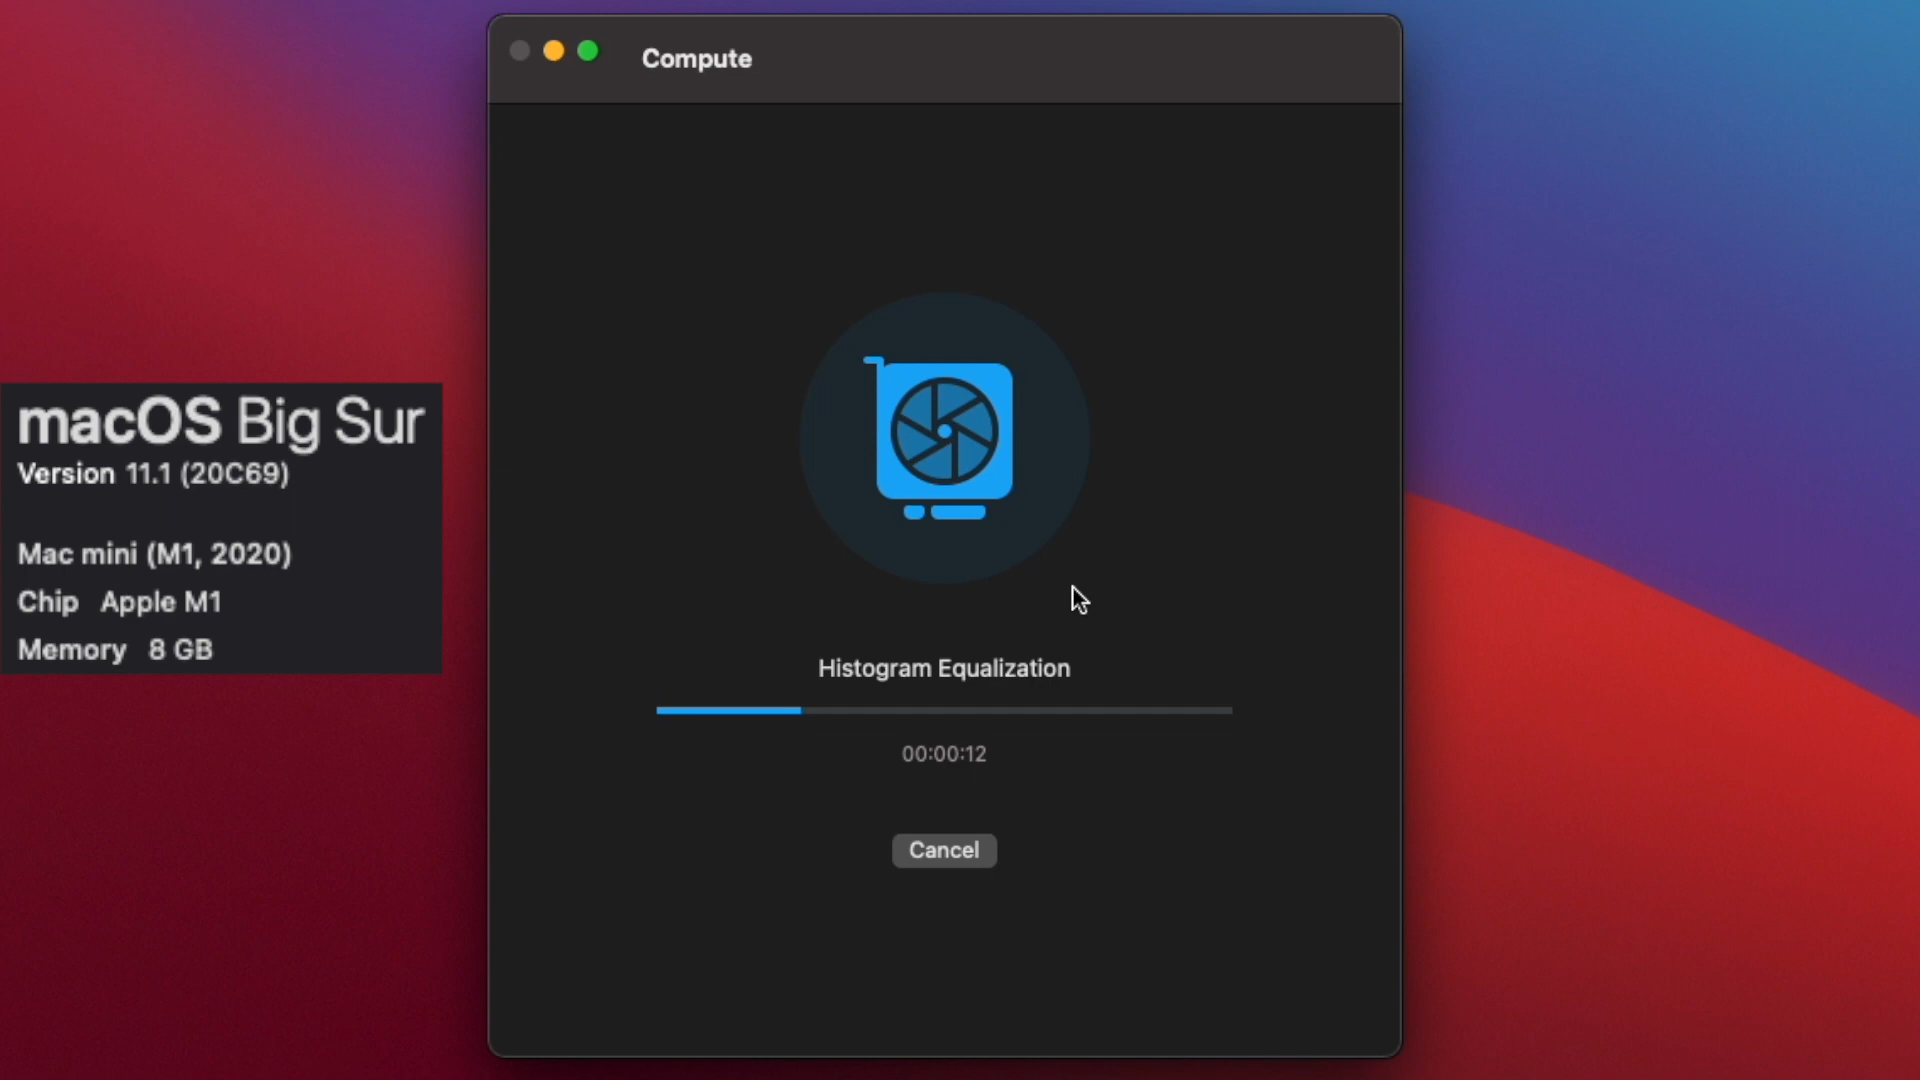 Compute
macOS Big Sur
Version 11.1 (20C69)
Mac mini (M1, 2020)
Chip Apple M1
Memory 8 GB
Histogram Equalization
00:00:12
Cancel